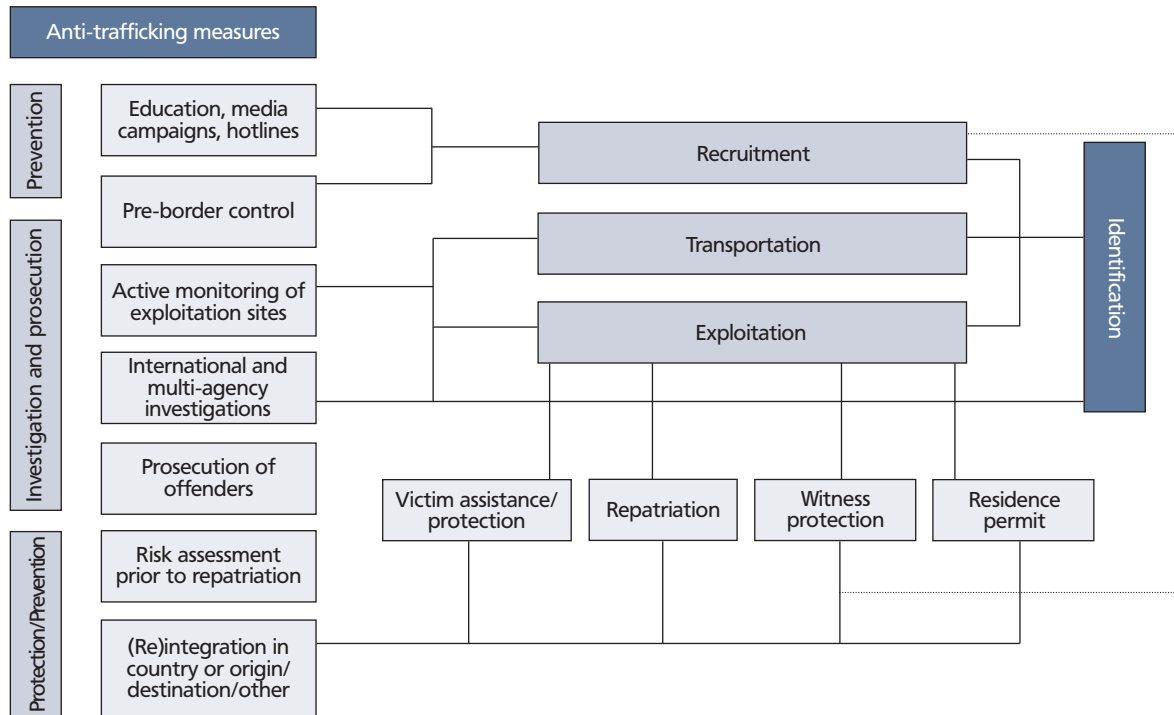 Anti-trafficking measures
Prevention
Education, media
campaigns, hotlines
Pre-border control
Recruitment
Transportation
Exploitation
Identification
Investigation and prosecution
Active monitoring of
exploitation sites
International and
multi-agency
investigations
Prosecution of
offenders
Victim assistance/
protection
Repatriation
Witness
protection
Residence
permit
Protection/Prevention
Risk assessment
prior to repatriation
(Re)integration in
country or origin/
destination/other